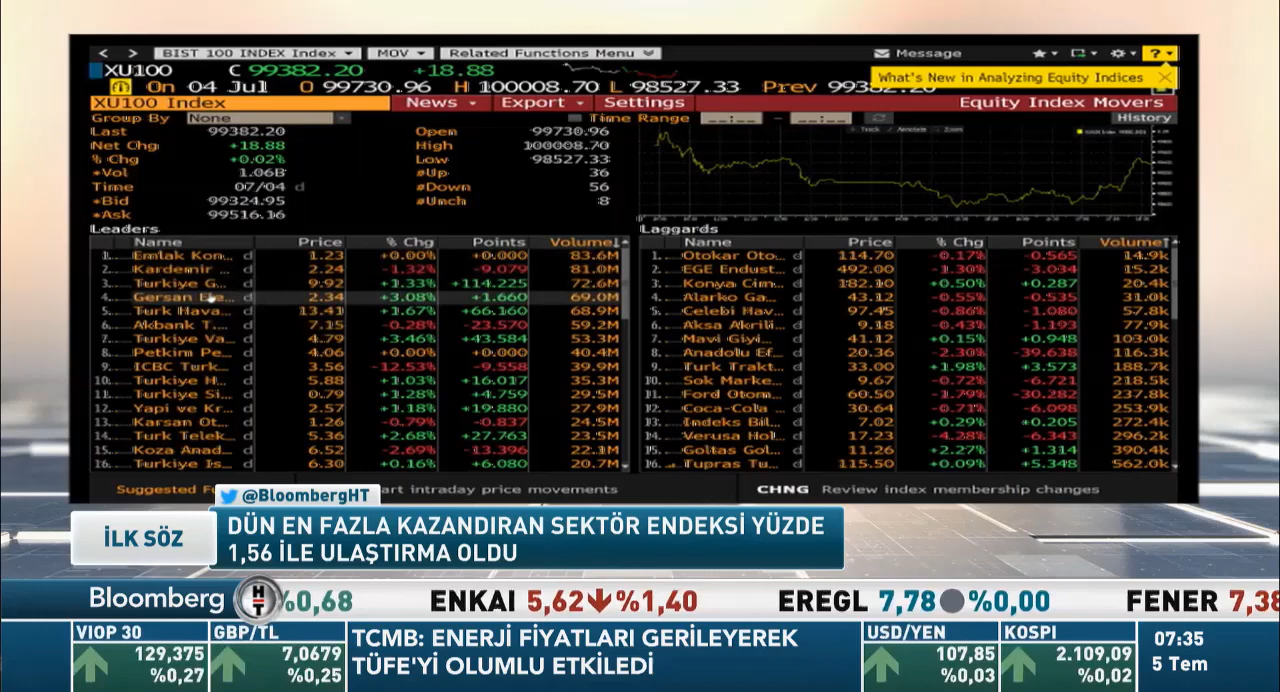 < > BIST 100 INDEX Index MOV Related Functions Menu Message
XU100 C 99382.20 +18.88
What's New in Analyzing Equity Indices
On 04 Jul O 99730.96 H 100008.70 L 98527.33 Prev
XU100 Index News Export Settings Equity Index Movers
Group By None Time Range History
Last 99382.20 Open 99730.96
Net Chg +18.88 High 100008.70
% Chg +0.02% Low 98527.33
*Vol 1.06B #Up 36
Time 07/04 d #Down 56
*Bid 99324.95 #Unch 8
*Ask 99516.16
Leaders
Name Price % Chg Points Volume
1. Emlak Kon... d 1.23 +0.00% +0.000 83.6M
2. Kardemir ... d 2.24 -1.32% -9.079 81.0M
3. Turkiye G... d 9.92 +1.33% +114.225 72.6M
4. Gersan d 2.34 +3.08% +1.660 69.0M
5. Turk Hava... d 13.41 +1.67% +66.160 68.9M
6. Akbank T... d 7.15 -0.28% -23.570 59.2M
7. Turkiye Va... d 4.79 +3.46% +43.584 53.3M
8. Petkim Pe... d 4.06 +0.00% +0.000 40.4M
9. ICBC Turk... d 3.56 -12.53% -9.558 39.9M
10. Turkiye H... d 5.88 +1.03% +16.017 35.3M
11. Turkiye Si... d 0.79 +1.28% +4.759 29.5M
12. Yapi ve Kr... d 2.57 +1.18% +19.880 27.9M
13. Karsan Ot... d 1.26 -0.79% -0.837 24.5M
14. Turk Telek... d 5.36 +2.68% +27.763 23.5M
15. Koza Anad... d 6.52 -2.69% -13.396 22.1M
16. Turkiye Is... d 6.30 +0.16% +6.080 20.7M
Laggards
Name Price % Chg Points Volume
1. Otokar Oto... d 114.70 -0.17% -0.565 14.9k
2. EGE Endust... d 492.00 -1.30% -3.034 15.2k
3. Konya Cim... d 182.10 +0.50% +0.287 20.4k
4. Alarko Ga... d 43.12 -0.55% -0.535 31.0k
5. Celebi Hav... d 97.45 -0.86% -1.080 57.8k
6. Aksa Akrili... d 9.18 -0.43% -1.193 77.9k
7. Mavi Giyi... d 41.12 +0.15% +0.948 103.0k
8. Anadolu Ef... d 20.36 -2.30% -39.638 116.3k
9. Turk Trakt... d 33.00 +1.98% +3.573 188.7k
10. Sok Marke... d 9.67 -0.72% -6.721 218.5k
11. Ford Otom... d 60.50 -1.79% -30.282 237.8k
12. Coca-Cola ... d 30.64 -0.71% -6.098 253.9k
13. Indeks Bil... d 7.02 +0.29% +0.205 272.4k
14. Verusa Hol... d 17.23 -4.28% -6.343 296.2k
15. Goltas Gol... d 11.26 +2.27% +1.314 390.4k
16. Tupras Tu... d 115.50 +0.09% +5.348 562.0k
Suggested intraday price movements CHNG Review index membership changes
@BloombergHT
İLK SÖZ
DÜN EN FAZLA KAZANDIRAN SEKTÖR ENDEKSİ YÜZDE
1,56 İLE ULAŞTIRMA OLDU
Bloomberg HT %0,68 ENKAI 5,62 %1,40 EREGL 7,78 %0,00 FENER 7,38
VIOP 30
129,375
%0,27
GBP/TL
7,0679
%0,25
TCMB: ENERJİ FİYATLARI GERİLEYEREK
TÜFE'Yİ OLUMLU ETKİLEDİ
USD/YEN
107,85
%0,03
KOSPI
2.109,09
%0,02
07:35
5 Tem